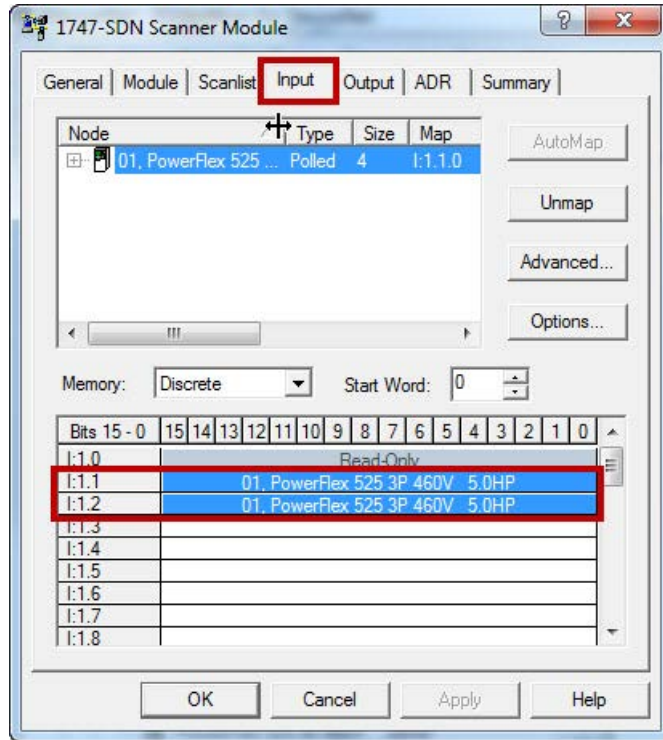 1747-SDN Scanner Module
General Module Scanlist Input Output ADR Summary
Node Type Size Map
01, PowerFlex 525 ... Polled 4 I:1.1.0
AutoMap
Unmap
Advanced...
Options...
Memory: Discrete Start Word: 0
Bits 15 - 0 15 14 13 12 11 10 9 8 7 6 5 4 3 2 1 0
I:1.0 Read-Only
I:1.1 01, PowerFlex 525 3P 460V 5.0HP
I:1.2 01, PowerFlex 525 3P 460V 5.0HP
I:1.3
I:1.4
I:1.5
I:1.6
I:1.7
I:1.8
OK Cancel Apply Help